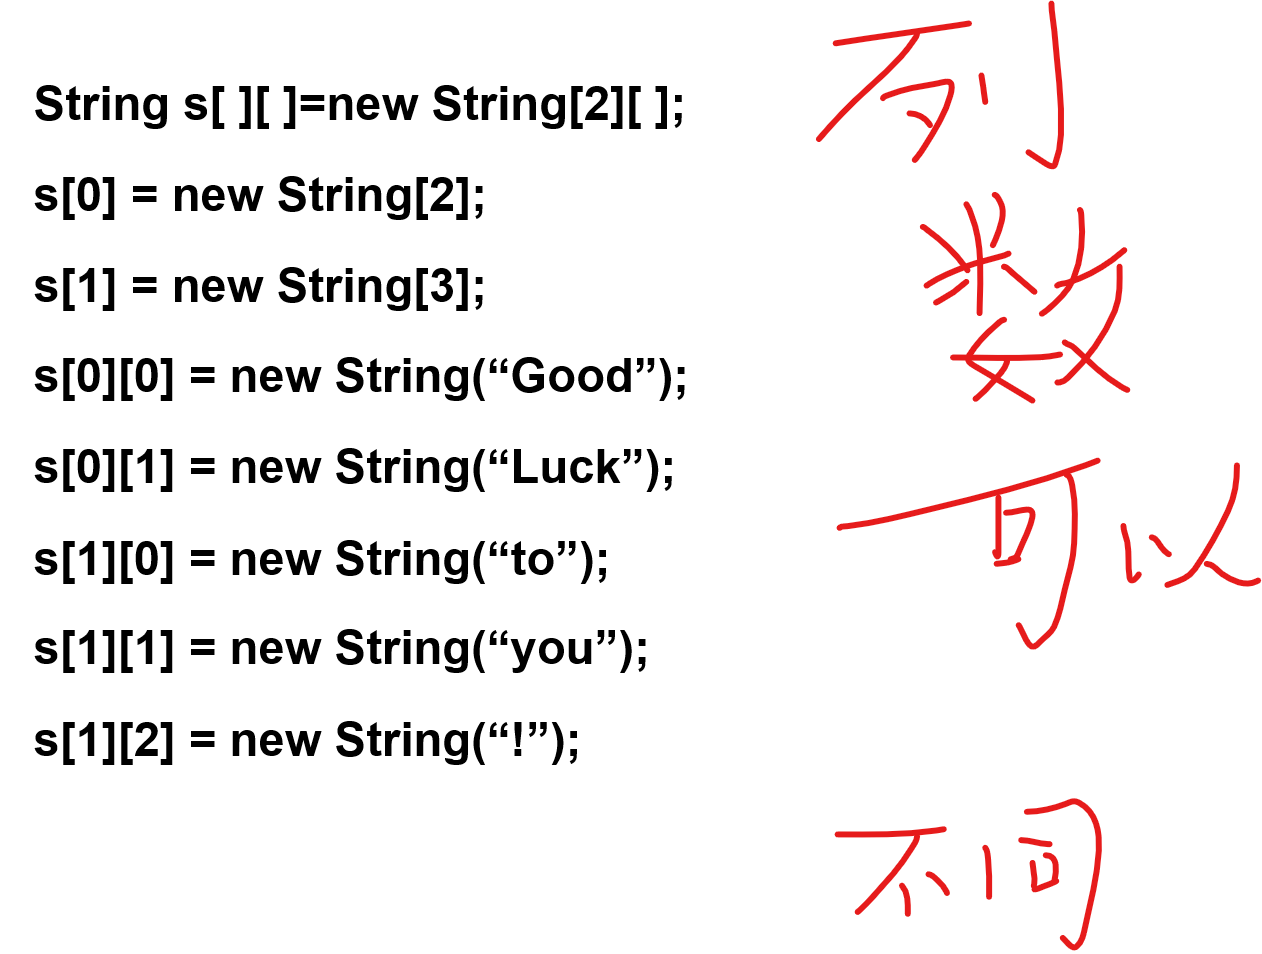 String s[ ][ ]=new String[2][ ];
s[0] = new String[2];
s[1] = new String[3];
s[0][0] = new String(“Good”);
s[0][1] = new String(“Luck”);
s[1][0] = new String(“to”);
s[1][1] = new String(“you”);
s[1][2] = new String(“!”);
列
数
可以
不同